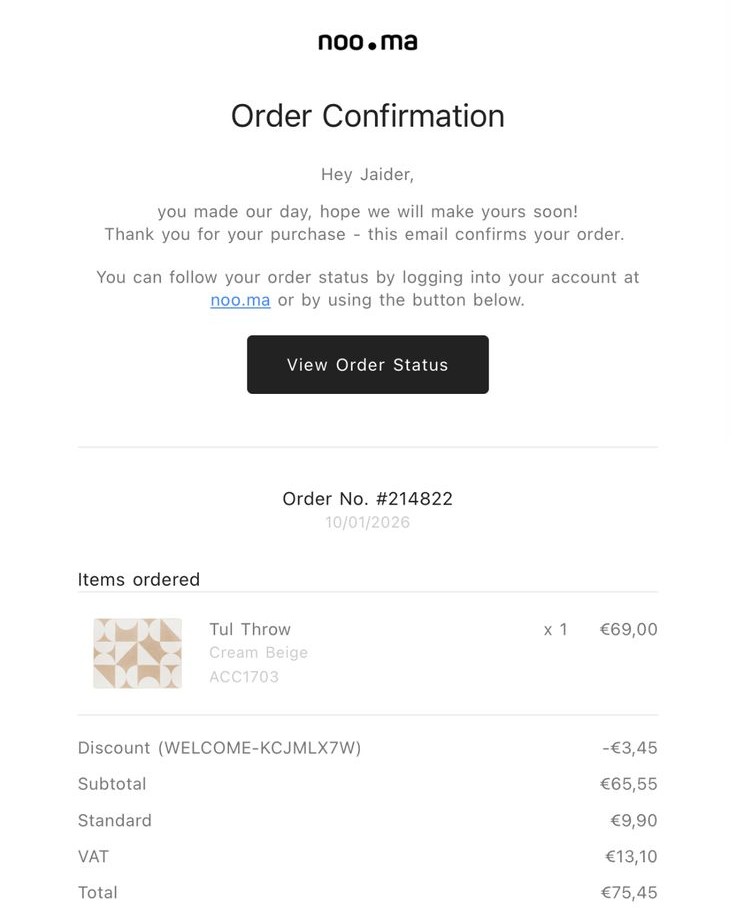 noo.ma
Order Confirmation
Hey Jaider,
you made our day, hope we will make yours soon!
Thank you for your purchase - this email confirms your order.
You can follow your order status by logging into your account at
noo.ma or by using the button below.
View Order Status
Order No. #214822
10/01/2026
Items ordered
Tul Throw x 1 €69,00
Cream Beige
ACC1703
Discount (WELCOME-KCJMLX7W) -€3,45
Subtotal €65,55
Standard €9,90
VAT €13,10
Total €75,45